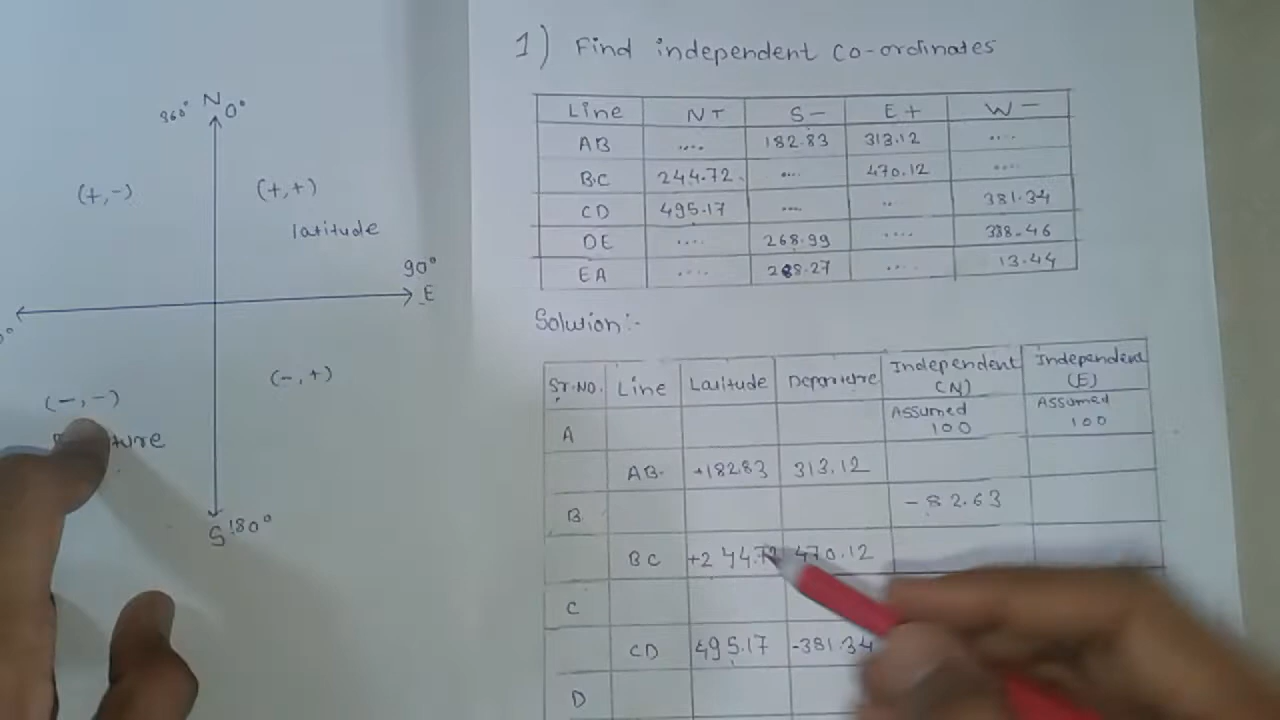 1) Find independent co-ordinates
Line N+ S- E+ W-
AB .... 182.83 313.12 ....
BC 244.72 .... 470.12 ....
CD 495.17 .... .. 381.34
DE .... 268.99 .... 338.46
EA .... 288.27 .... 13.44
Solution:-
Sr.No. Line Latitude Departure Independent (N) Independent (E)
A Assumed 100 Assumed 100
AB +182.83 313.12
B -82.63
BC +244.72 470.12
C
CD 495.17 -381.34
D
N
360° 0°
(+,-) (+,+)
latitude
90°
E
(-,-) (-,+)
S 180°